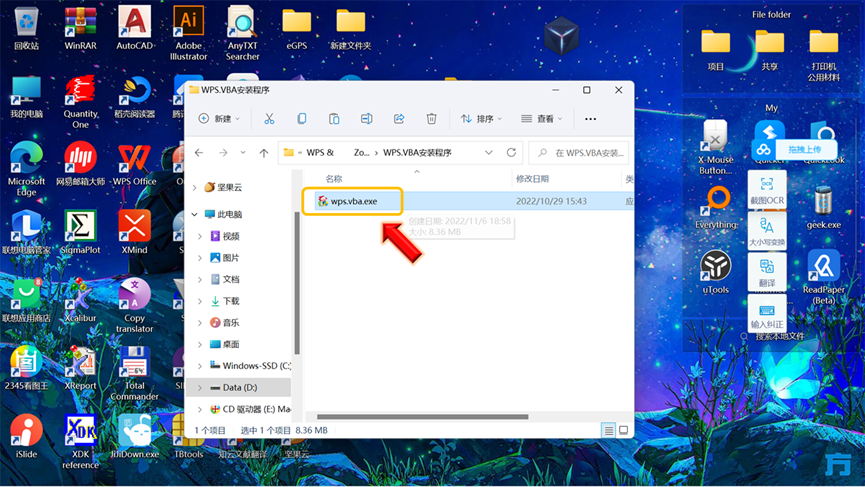 回收站
WinRAR
AutoCAD
Adobe
Illustrator
AnyTXT
Searcher
eGPS
新建文件夹
File folder
项目
共享
打印机
公用材料
我的电脑
Quantity
One
稻壳阅读器
Microsoft
Edge
网易邮箱大师
WPS Office
联想电脑管家
SigmaPlot
XMind
联想应用商店
8
Xcalibur
Copy
translator
2345看图王
XReport
Total
Commander
iSlide
XDK
XDK
reference
JiJiDown.exe
TBtools
知云文献翻译
坚果云
WPS.VBA安装程序
新建
排序
查看
WPS &
Zo...
WPS.VBA安装程序
在 WPS.VBA安装...
坚果云
此电脑
视频
图片
文档
下载
音乐
桌面
Windows-SSD (C:)
Data (D:)
CD 驱动器 (E:) Ma
名称
修改日期
类
wps.vba.exe
2022/10/29 15:43
应
创建日期: 2022/11/6 18:58
大小: 8.36 MB
1 个项目
选中 1 个项目 8.36 MB
My
X-Mouse
Button...
Quicker
QuickLook
拖拽上传
截图OCR
Everything
大小写变换
geek.exe
uTools
翻译
ReadPaper
(Beta)
输入纠正
搜索本地文件